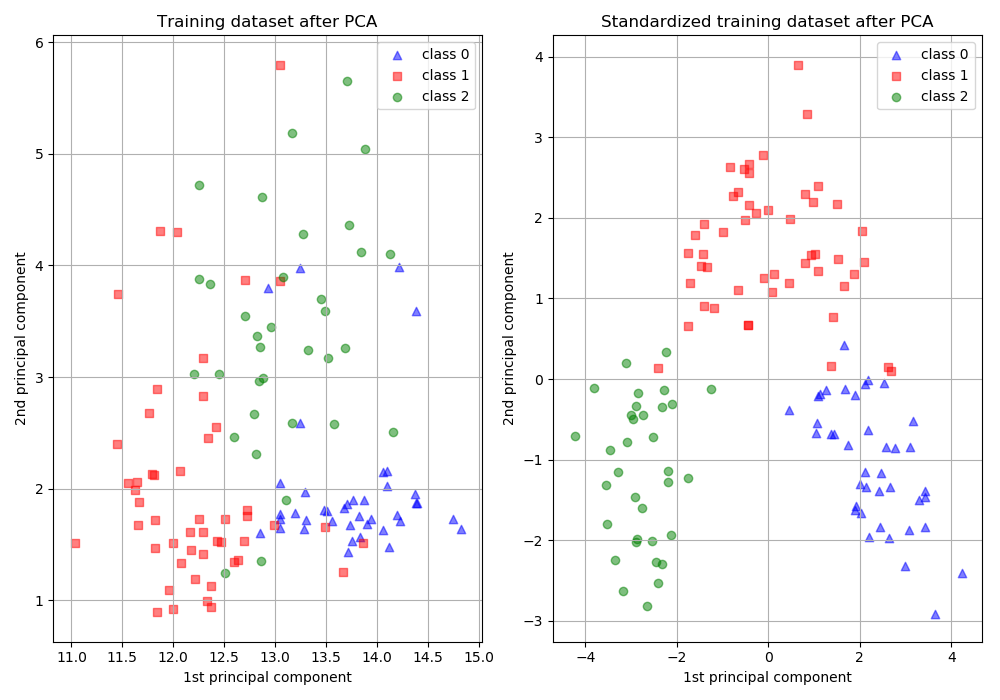 Training dataset after PCA
class 0
class 1
class 2
6
5
4
3
2
1
2nd principal component
11.0 11.5 12.0 12.5 13.0 13.5 14.0 14.5 15.0
1st principal component
Standardized training dataset after PCA
class 0
class 1
class 2
4
3
2
1
0
−1
−2
−3
2nd principal component
−4 −2 0 2 4
1st principal component